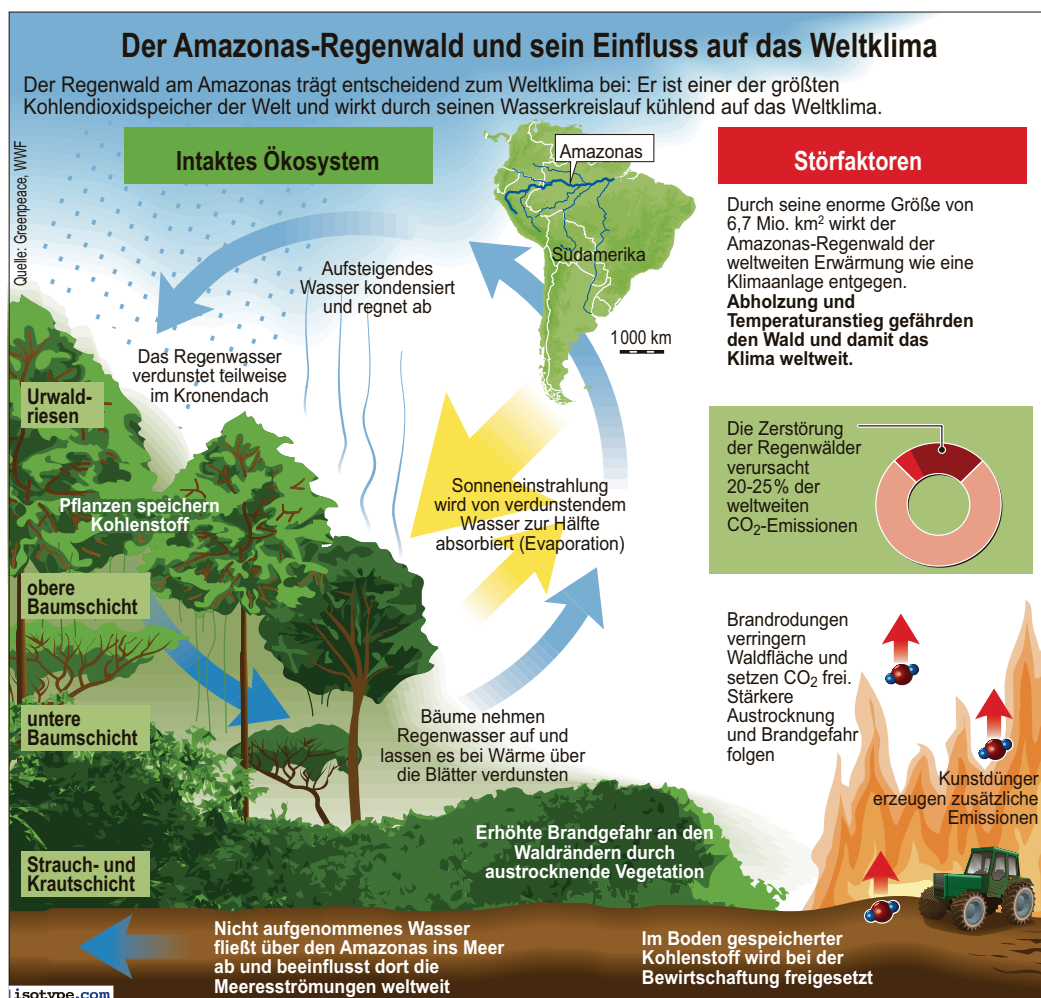 Der Amazonas-Regenwald und sein Einfluss auf das Weltklima
Der Regenwald am Amazonas trägt entscheidend zum Weltklima bei: Er ist einer der größten
Kohlendioxidspeicher der Welt und wirkt durch seinen Wasserkreislauf kühlend auf das Weltklima.
Quelle: Greenpeace, WWF
Intaktes Ökosystem
Aufsteigendes
Wasser kondensiert
und regnet ab
Das Regenwasser
verdunstet teilweise
im Kronendach
Urwald-
riesen
Pflanzen speichern
Kohlenstoff
obere
Baumschicht
untere
Baumschicht
Strauch- und
Krautschicht
Amazonas
Südamerika
1000 km
Sonneneinstrahlung
wird von verdunstendem
Wasser zur Hälfte
absorbiert (Evaporation)
Bäume nehmen
Regenwasser auf und
lassen es bei Wärme über
die Blätter verdunsten
Erhöhte Brandgefahr an den
Waldrändern durch
austrocknende Vegetation
Nicht aufgenommenes Wasser
fließt über den Amazonas ins Meer
ab und beeinflusst dort die
Meeresströmungen weltweit
Störfaktoren
Durch seine enorme Größe von
6,7 Mio. km² wirkt der
Amazonas-Regenwald der
weltweiten Erwärmung wie eine
Klimaanlage entgegen.
Abholzung und
Temperaturanstieg gefährden
den Wald und damit das
Klima weltweit.
Die Zerstörung
der Regenwälder
verursacht
20-25% der
weltweiten
CO₂-Emissionen
Brandrodungen
verringern
Waldfläche und
setzen CO₂ frei.
Stärkere
Austrocknung
und Brandgefahr
folgen
Kunstdünger
erzeugen zusätzliche
Emissionen
Im Boden gespeicherter
Kohlenstoff wird bei der
Bewirtschaftung freigesetzt
isotype.com